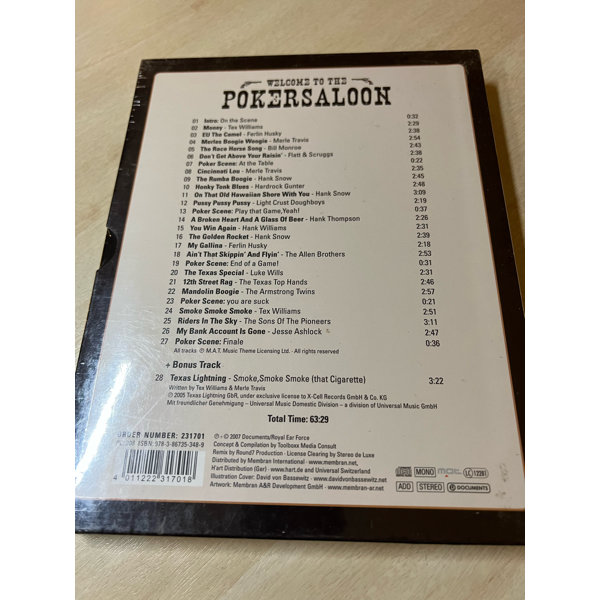 WELCOME TO THE
POKERSALOON
01 Intro: On the Scene 0:32
02 Money - Tex Williams 2:29
03 Eli The Camel - Ferlin Husky 2:38
04 Merles Boogie Woogie - Merle Travis 2:54
05 The Race Horse Song - Bill Monroe 2:43
06 Don't Get Above Your Raisin' - Flatt & Scruggs 2:38
07 Poker Scene: At the Table 0:22
08 Cincinnati Lou - Merle Travis 2:35
09 The Rumba Boogie - Hank Snow 2:45
10 Honky Tonk Blues - Hardrock Gunter 2:48
11 On That Old Hawaiian Shore With You - Hank Snow 3:09
12 Pussy Pussy Pussy - Light Crust Doughboys 2:19
13 Poker Scene: Play that Game,Yeah! 0:37
14 A Broken Heart And A Glass Of Beer - Hank Thompson 2:26
15 You Win Again - Hank Williams 2:31
16 The Golden Rocket - Hank Snow 2:39
17 My Gallina - Ferlin Husky 2:18
18 Ain't That Skippin' And Flyin' - The Allen Brothers 2:53
19 Poker Scene: End of a Game! 0:31
20 The Texas Special - Luke Wills 2:31
21 12th Street Rag - The Texas Top Hands 2:46
22 Mandolin Boogie - The Armstrong Twins 2:57
23 Poker Scene: you are suck 0:21
24 Smoke Smoke Smoke - Tex Williams 2:51
25 Riders In The Sky - The Sons Of The Pioneers 3:11
26 My Bank Account Is Gone - Jesse Ashlock 2:47
27 Poker Scene: Finale 0:36
All tracks ℗ M.A.T. Music Theme Licensing Ltd. · All rights reserved
+ Bonus Track
28 Texas Lightning - Smoke,Smoke Smoke (that Cigarette) 3:22
Written by Tex Williams & Merle Travis
℗ 2005 Texas Lightning GbR, under exclusive license to X-Cell Records GmbH & Co. KG
Mit freundlicher Genehmigung - Universal Music Domestic Division - a division of Universal Music GmbH
Total Time: 63:29
ORDER NUMBER: 231701
ISBN: 978-3-86735-348-9
4 011222 317018
℗ + © 2007 Documents/Royal Ear Force
Concept & Compilation by Toolboxx Media Consult
Remix by Round7 Production · License Clearing by Stereo de Luxe
Distributed by Membran International · www.membran.net
H'art Distribution (Ger) · www.hart.de and Universal Switzerland
Illustration Cover: David von Bassewitz · www.davidvonbassewitz.net
Artwork: Membran A&R Development GmbH · www.membran-ar.net
MONO
LC 12281
ADD STEREO DOCUMENTS